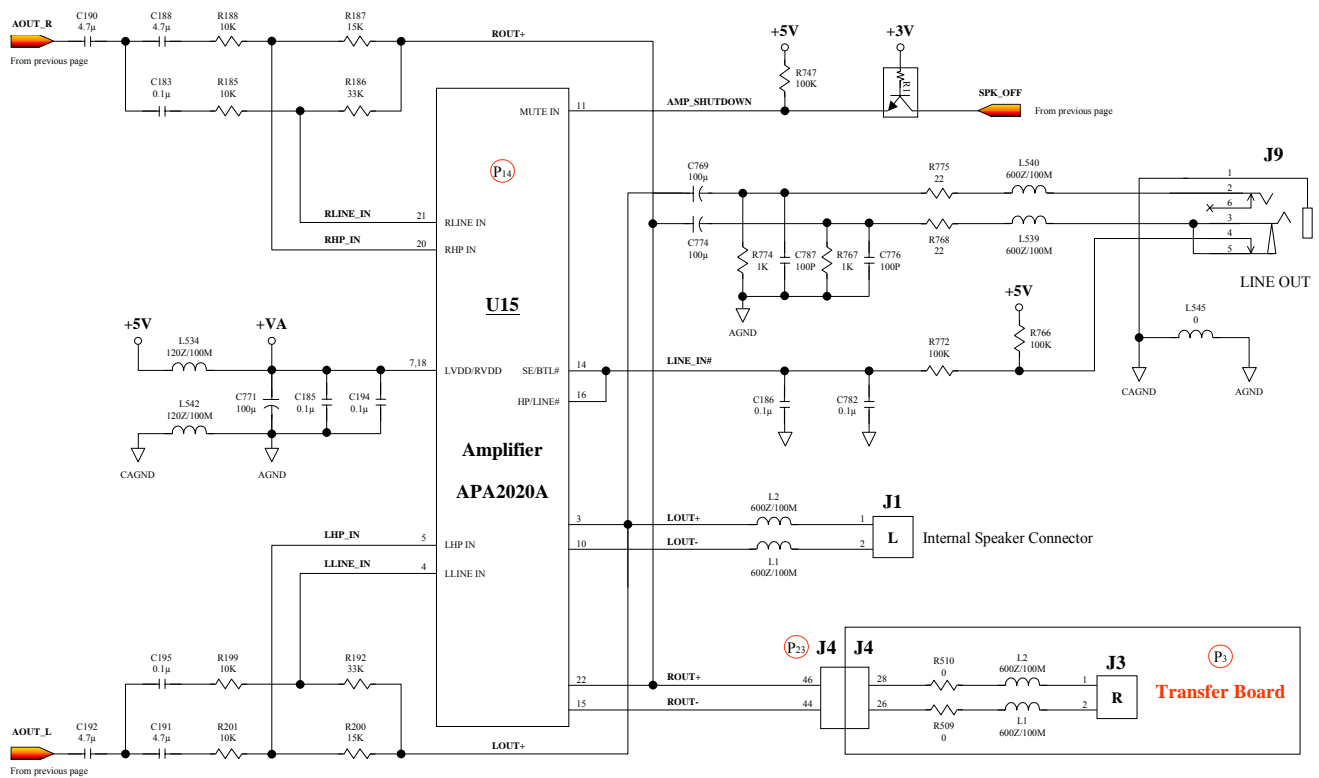 AOUT_R
From previous page
C190
4.7µ
C188
4.7µ
R188
10K
R187
15K
ROUT+
C183
0.1µ
R185
10K
R186
33K
+5V
R747
100K
+3V
R1
AMP_SHUTDOWN
SPK_OFF
From previous page
11
MUTE IN
P14
RLINE_IN
21
RLINE IN
RHP_IN
20
RHP IN
U15
C769
100µ
C774
100µ
R774
1K
C787
100P
R767
1K
C776
100P
AGND
R775
22
R768
22
L540
600Z/100M
L539
600Z/100M
J9
1
2
6
3
4
5
LINE OUT
+5V
L534
120Z/100M
+VA
L542
120Z/100M
C771
100µ
C185
0.1µ
C194
0.1µ
CAGND
AGND
7,18
LVDD/RVDD
SE/BTL#
14
HP/LINE#
16
LINE_IN#
C186
0.1µ
C782
0.1µ
R772
100K
+5V
R766
100K
L545
0
CAGND
AGND
Amplifier
APA2020A
3
LOUT+
10
LOUT-
L2
600Z/100M
L1
600Z/100M
J1
1
2
L
Internal Speaker Connector
LHP_IN
5
LHP IN
LLINE_IN
4
LLINE IN
C195
0.1µ
R199
10K
R192
33K
AOUT_L
From previous page
C192
4.7µ
C191
4.7µ
R201
10K
R200
15K
LOUT+
22
ROUT+
15
ROUT-
P23
J4
J4
46
44
28
26
R510
0
R509
0
L2
600Z/100M
L1
600Z/100M
J3
1
2
R
P3
Transfer Board